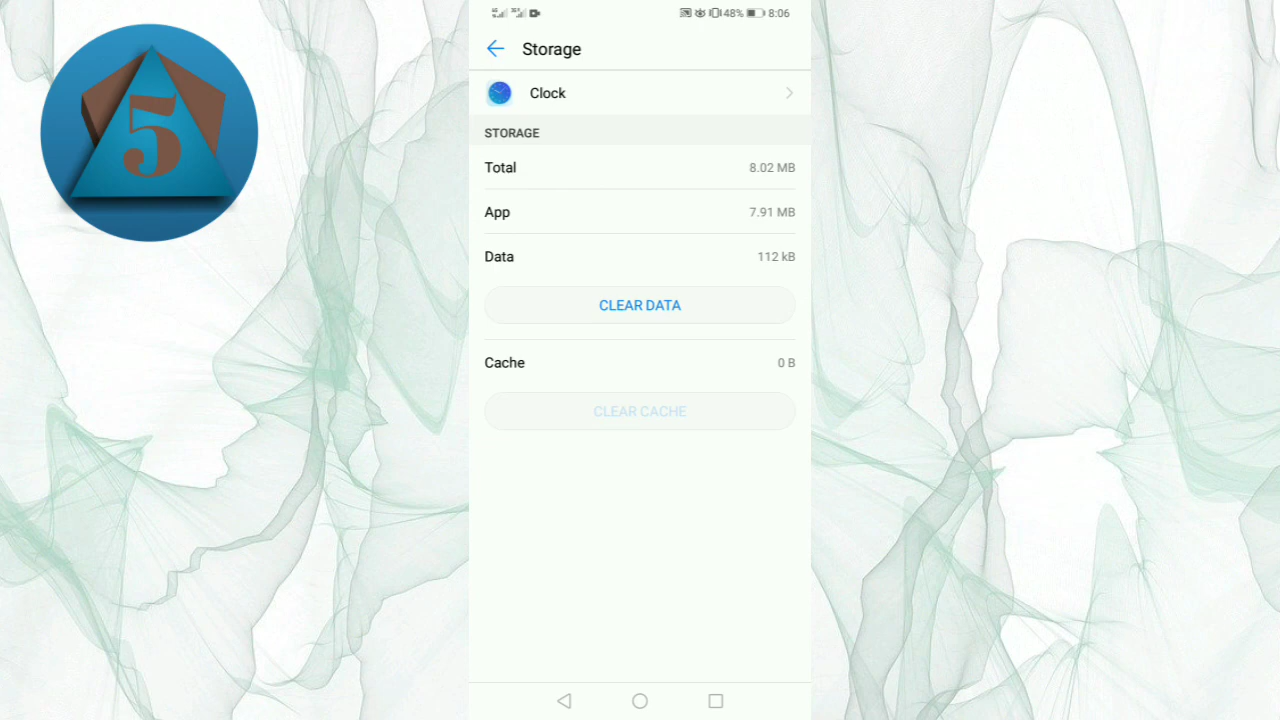 48% 8:06
Storage
Clock
STORAGE
Total 8.02 MB
App 7.91 MB
Data 112 kB
CLEAR DATA
Cache 0 B
CLEAR CACHE
5